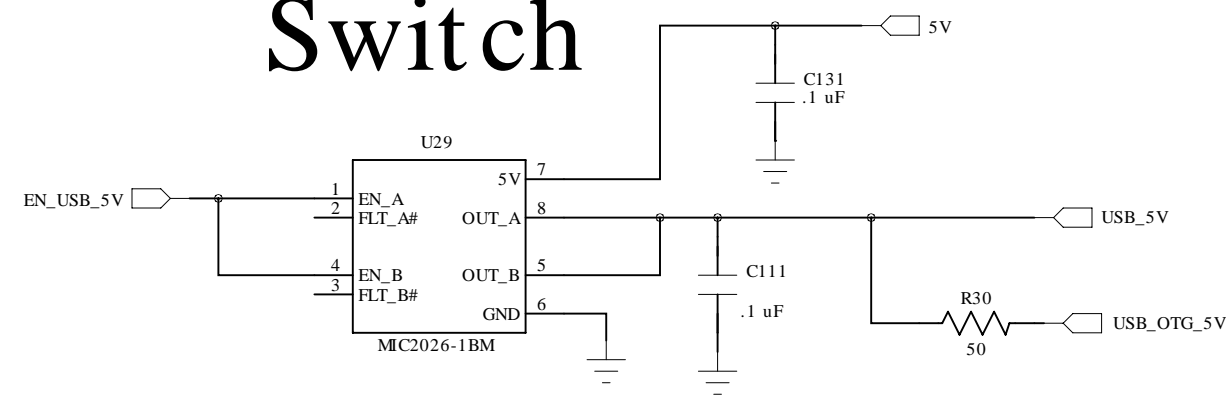 Switch
5V
C131
.1 uF
U29
EN_USB_5V
1
EN_A
2
FLT_A#
4
EN_B
3
FLT_B#
5V
7
OUT_A
8
OUT_B
5
GND
6
MIC2026-1BM
USB_5V
C111
.1 uF
R30
50
USB_OTG_5V